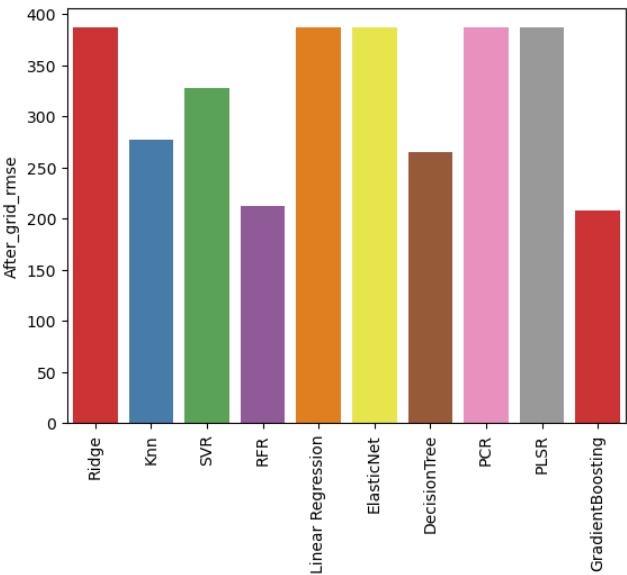 After_grid_rmse
400
350
300
250
200
150
100
50
0
Ridge
Knn
SVR
RFR
Linear Regression
ElasticNet
DecisionTree
PCR
PLSR
GradientBoosting